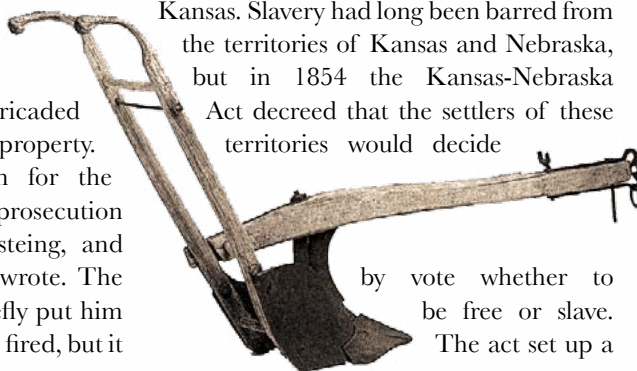 ricaded
property.
for the
prosecution
steing, and
wrote. The
efly put him
fired, but it
Kansas. Slavery had long been barred from
the territories of Kansas and Nebraska,
but in 1854 the Kansas-Nebraska
Act decreed that the settlers of these
territories would decide
by vote whether to
be free or slave.
The act set up a